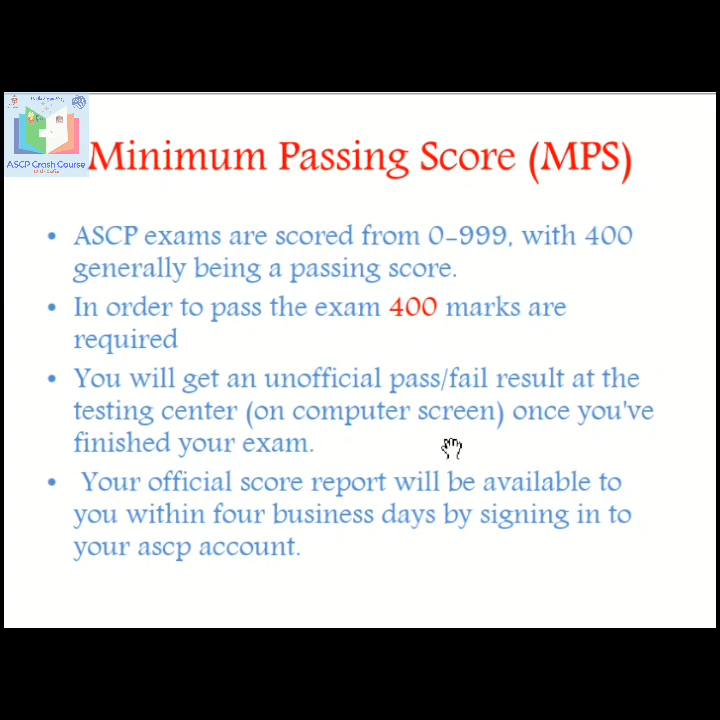 ASCP Crash Course
Minimum Passing Score (MPS)
• ASCP exams are scored from 0-999, with 400
generally being a passing score.
• In order to pass the exam 400 marks are
required
• You will get an unofficial pass/fail result at the
testing center (on computer screen) once you've
finished your exam.
• Your official score report will be available to
you within four business days by signing in to
your ascp account.